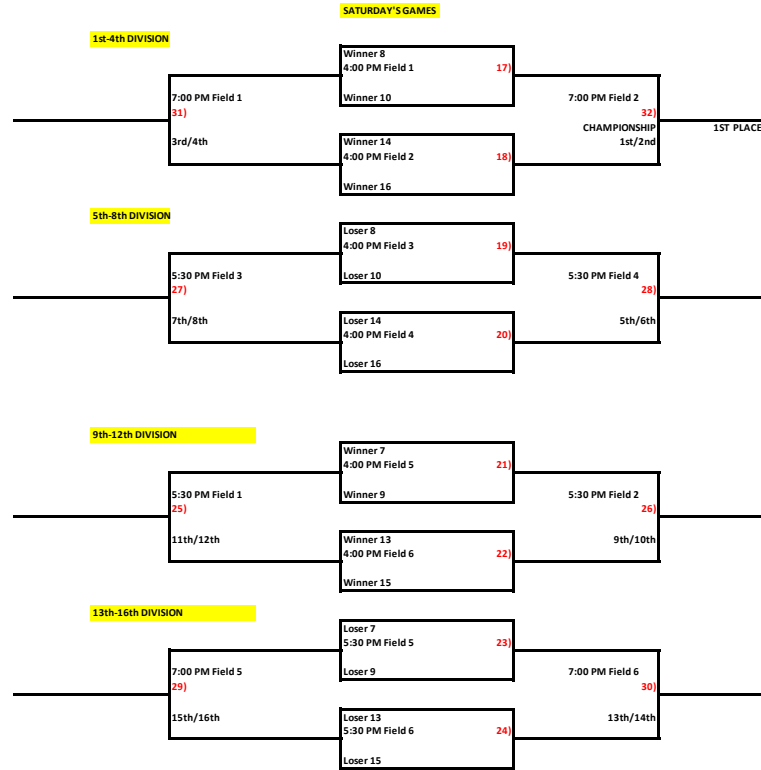 SATURDAY'S GAMES
1st-4th DIVISION
Winner 8
4:00 PM Field 1 17)
Winner 10
7:00 PM Field 1
31)
3rd/4th
7:00 PM Field 2
32)
CHAMPIONSHIP 1ST PLACE
1st/2nd
Winner 14
4:00 PM Field 2 18)
Winner 16
5th-8th DIVISION
Loser 8
4:00 PM Field 3 19)
Loser 10
5:30 PM Field 3
27)
7th/8th
5:30 PM Field 4
28)
5th/6th
Loser 14
4:00 PM Field 4 20)
Loser 16
9th-12th DIVISION
Winner 7
4:00 PM Field 5 21)
Winner 9
5:30 PM Field 1
25)
11th/12th
5:30 PM Field 2
26)
9th/10th
Winner 13
4:00 PM Field 6 22)
Winner 15
13th-16th DIVISION
Loser 7
5:30 PM Field 5 23)
Loser 9
7:00 PM Field 5
29)
15th/16th
7:00 PM Field 6
30)
13th/14th
Loser 13
5:30 PM Field 6 24)
Loser 15